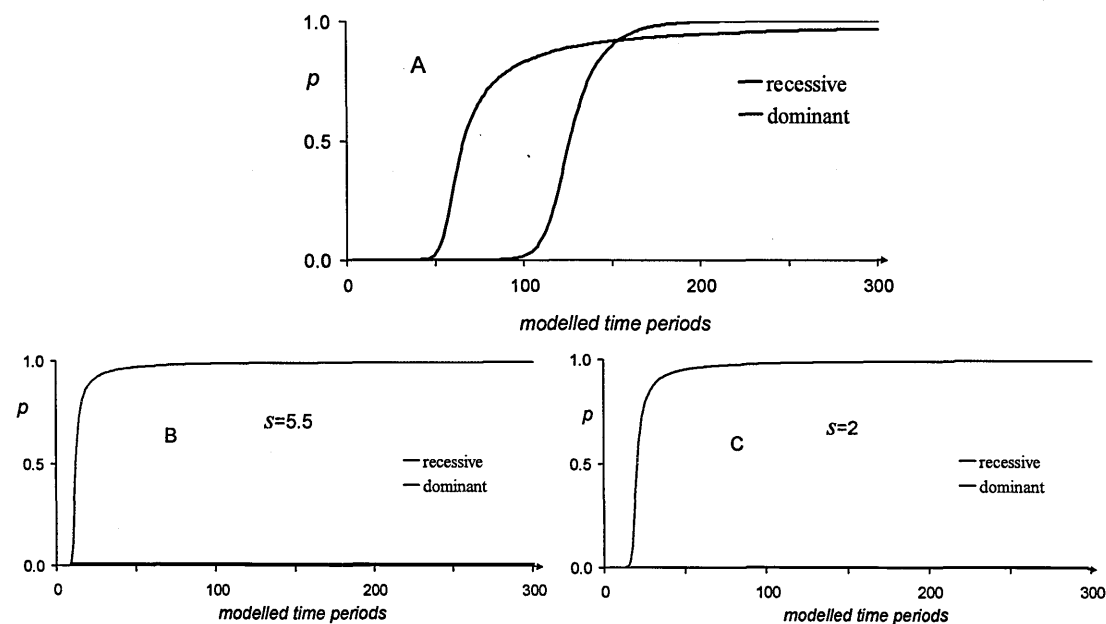 1.0
A
p
recessive
dominant
0.5
0.0
0 100 200 300
modelled time periods
1.0
p
s=5.5
B
0.5
recessive
dominant
0.0
0 100 200 300
modelled time periods
1.0
p
s=2
C
0.5
recessive
dominant
0.0
0 100 200 300
modelled time periods